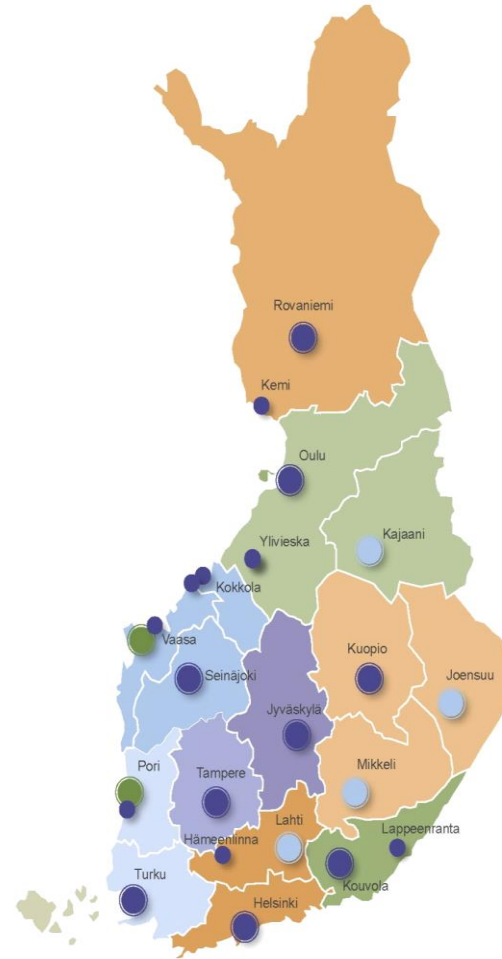 Rovaniemi
Kemi
Oulu
Kajaani
Ylivieska
Kokkola
Vaasa
Kuopio
Seinäjoki
Joensuu
Jyväskylä
Pori
Tampere
Mikkeli
Lahti
Lappeenranta
Hämeenlinna
Turku
Kouvola
Helsinki